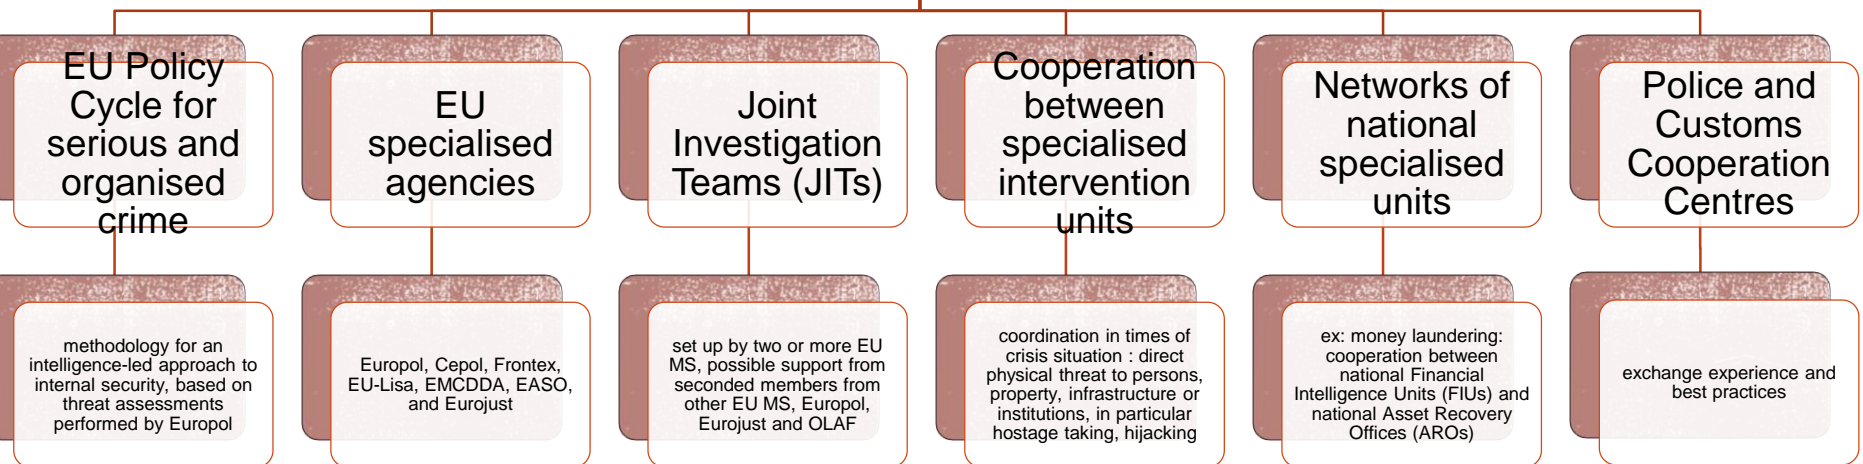 EU Policy
Cycle for
serious and
organised
crime
EU
specialised
agencies
Joint
Investigation
Teams (JITs)
Cooperation
between
specialised
intervention
units
Networks of
national
specialised
units
Police and
Customs
Cooperation
Centres
methodology for an
intelligence-led approach to
internal security, based on
threat assessments
performed by Europol
Europol, Cepol, Frontex,
EU-Lisa, EMCDDA, EASO,
and Eurojust
set up by two or more EU
MS, possible support from
seconded members from
other EU MS, Europol,
Eurojust and OLAF
coordination in times of
crisis situation : direct
physical threat to persons,
property, infrastructure or
institutions, in particular
hostage taking, hijacking
ex: money laundering:
cooperation between
national Financial
Intelligence Units (FIUs) and
national Asset Recovery
Offices (AROs)
exchange experience and
best practices